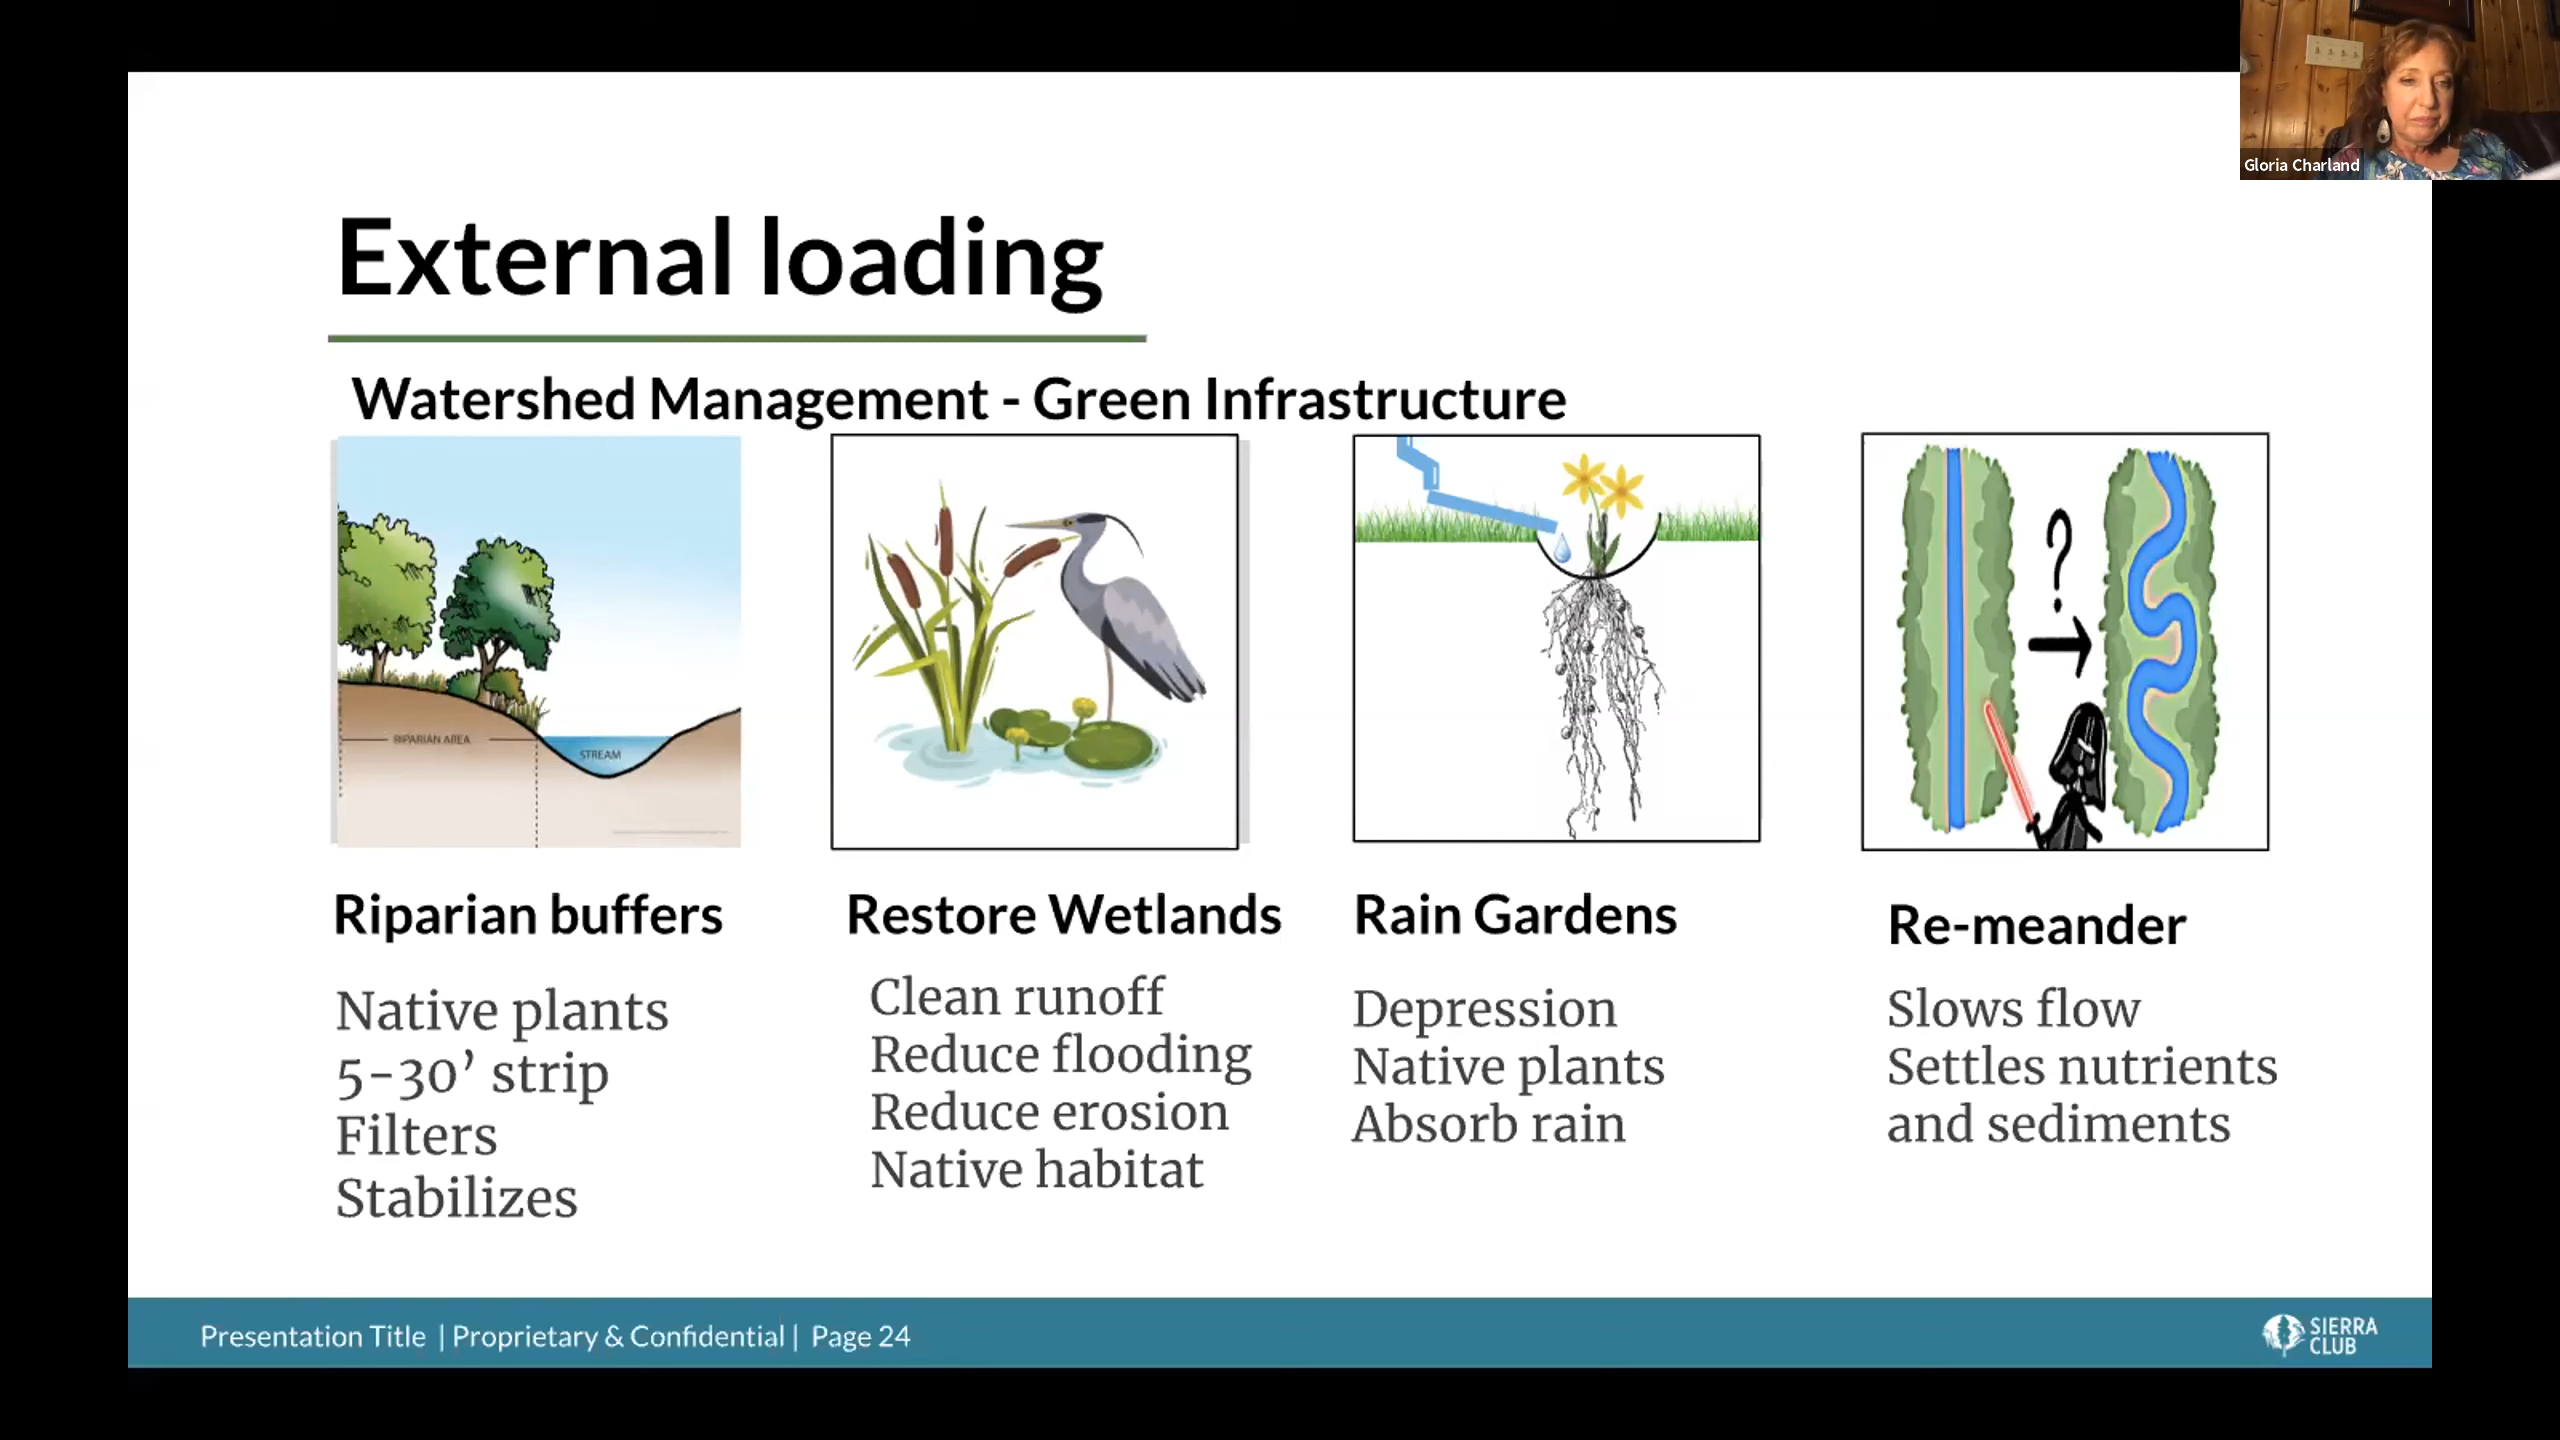 Gloria Charland
External loading
Watershed Management - Green Infrastructure
RIPARIAN AREA
STREAM
?
Riparian buffers
Native plants
5-30’ strip
Filters
Stabilizes
Restore Wetlands
Clean runoff
Reduce flooding
Reduce erosion
Native habitat
Rain Gardens
Depression
Native plants
Absorb rain
Re-meander
Slows flow
Settles nutrients
and sediments
Presentation Title | Proprietary & Confidential | Page 24
SIERRA
CLUB